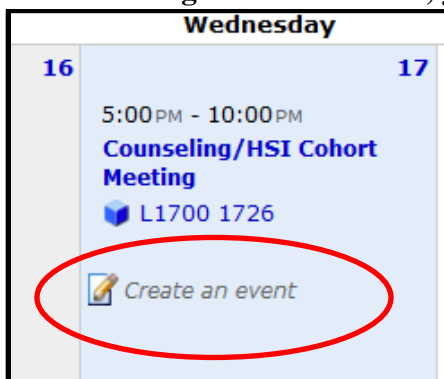 Wednesday
16
17
5:00PM - 10:00PM
Counseling/HSI Cohort
Meeting
L1700 1726
Create an event